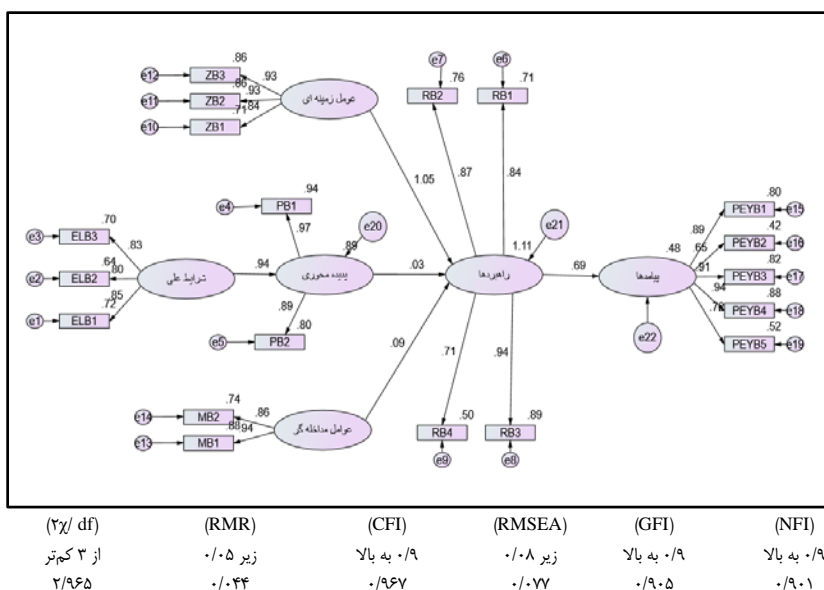 .86
e12 ZB3 .93
.86
e11 ZB2 .93
.84
.71
e10 ZB1
عومل زمینه ای
e7 e6
.76 .71
RB2 RB1
1.05 .87 .84
.94
e4 PB1
.97
e20
.89
.70
e3 ELB3 .83
.64
e2 ELB2 .80
.85
.72
e1 ELB1
شرایط علی
.94
پدیده محوری
.03
.89
.80
e5 PB2
1.11 e21
راهبردها
.69
.48
پیامدها
e22
.80
PEYB1 e15
.89 .42
.65 PEYB2 e16
.82
.91 PEYB3 e17
.94 .88
PEYB4 e18
.52
PEYB5 e19
.09
.71 .94
.74
e14 MB2 .86
.88 .94
e13 MB1
عوامل مداخله گر
.50 .89
RB4 RB3
e9 e8
(۲χ/ df) (RMR) (CFI) (RMSEA) (GFI) (NFI)
از ۳ کم‌تر زیر ۰/۰۵ ۰/۹ به بالا زیر ۰/۰۸ ۰/۹ به بالا ۰/۹ به بالا
۲/۹۶۵ ۰/۰۴۴ ۰/۹۶۷ ۰/۰۷۷ ۰/۹۰۵ ۰/۹۰۱